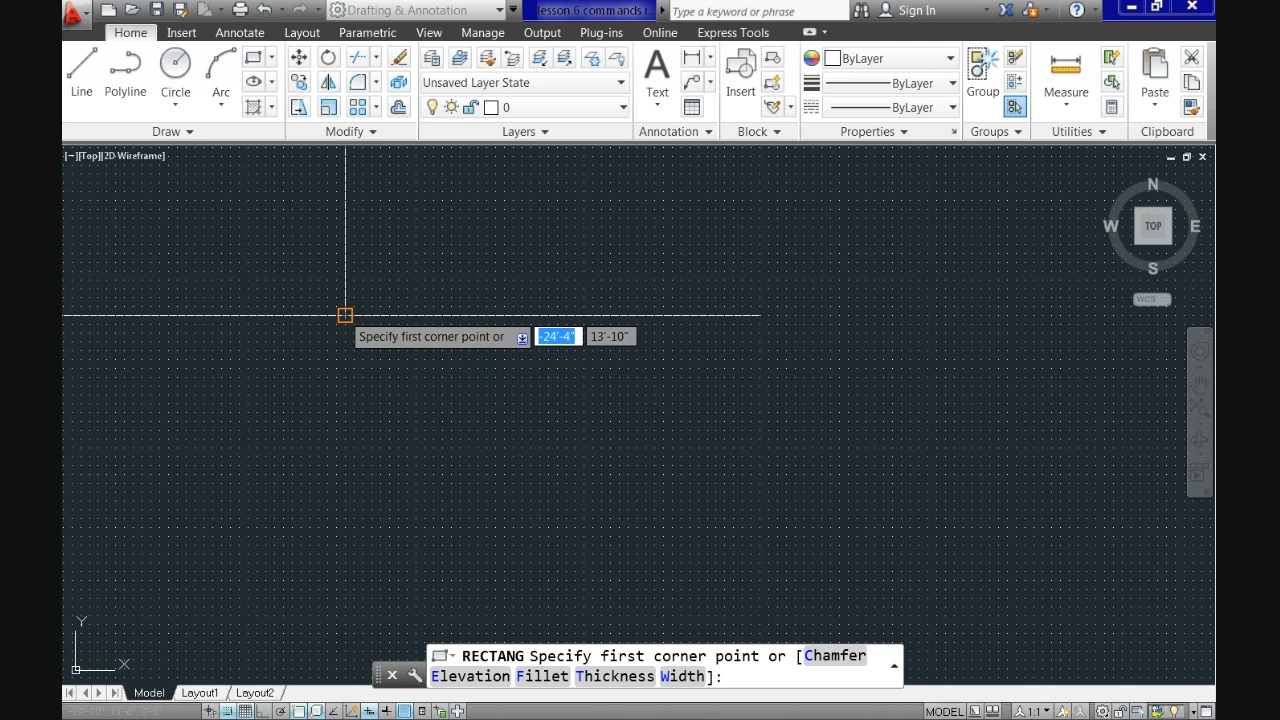 Drafting & Annotation
lesson 6 commands
Type a keyword or phrase
Sign In
Home Insert Annotate Layout Parametric View Manage Output Plug-ins Online Express Tools
Unsaved Layer State
ByLayer
Line Polyline Circle Arc
Text
Insert
ByLayer
Group
Measure
Paste
0
ByLayer
Draw Modify Layers Annotation Block Properties Groups Utilities Clipboard
[−][Top][2D Wireframe]
N
W TOP E
S
WCS
Specify first corner point or -24'-4" 13'-10"
Y
X
RECTANG Specify first corner point or [Chamfer
Elevation Fillet Thickness Width]:
Model Layout1 Layout2
MODEL 1:1